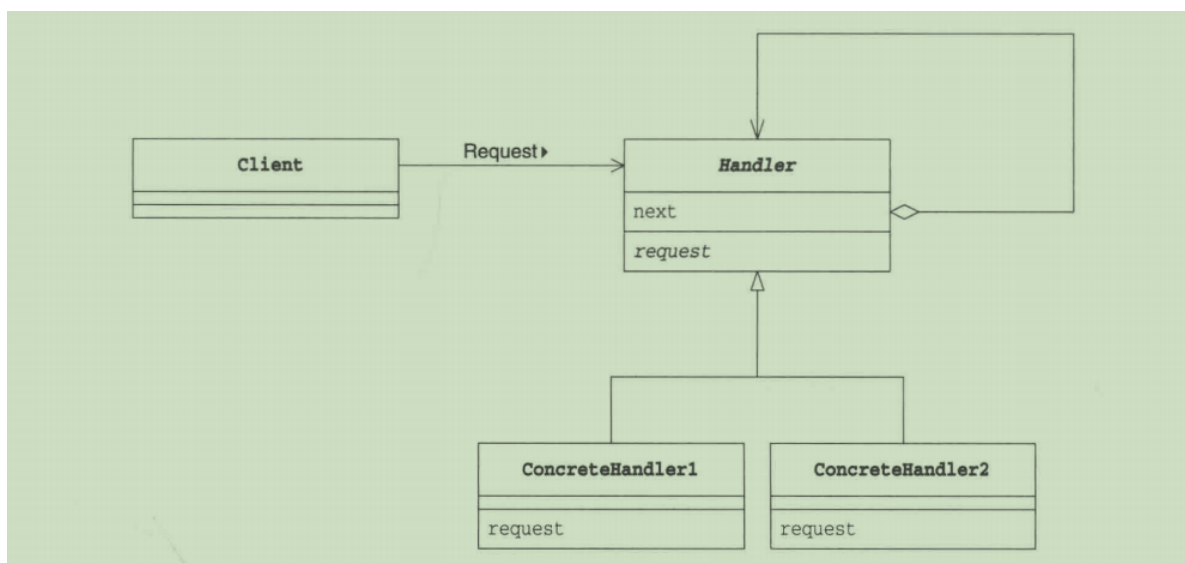 Client
Request▶
Handler
next
request
ConcreteHandler1
ConcreteHandler2
request
request